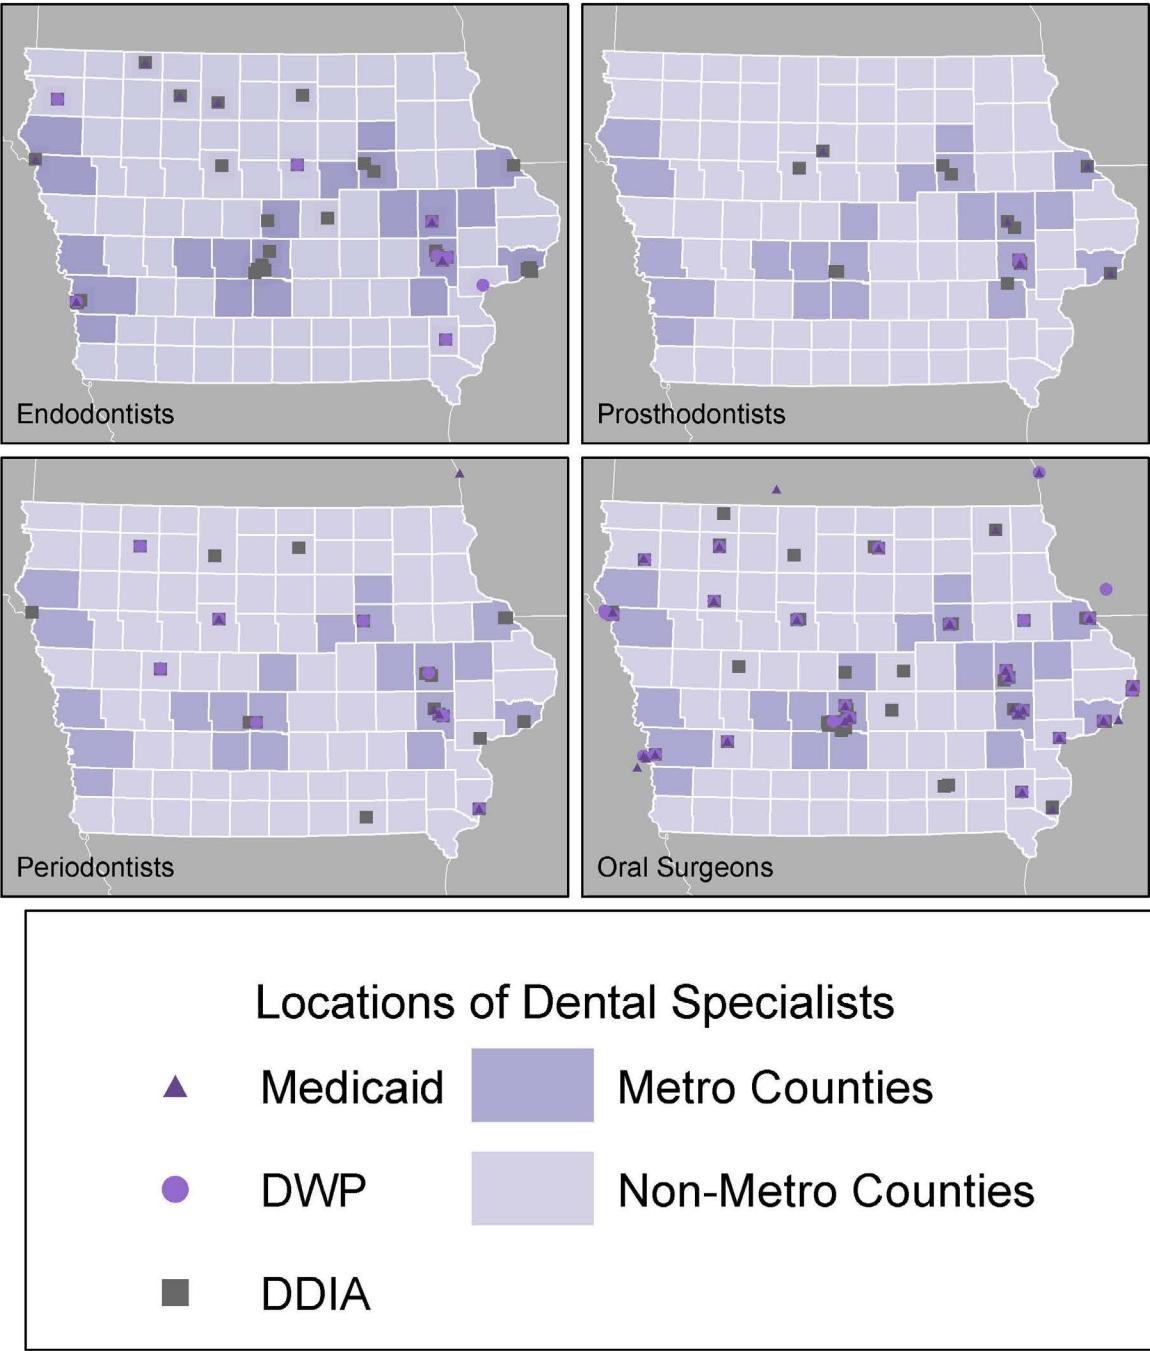 Endodontists
Prosthodontists
Periodontists
Oral Surgeons
Locations of Dental Specialists
Medicaid
Metro Counties
DWP
Non-Metro Counties
DDIA